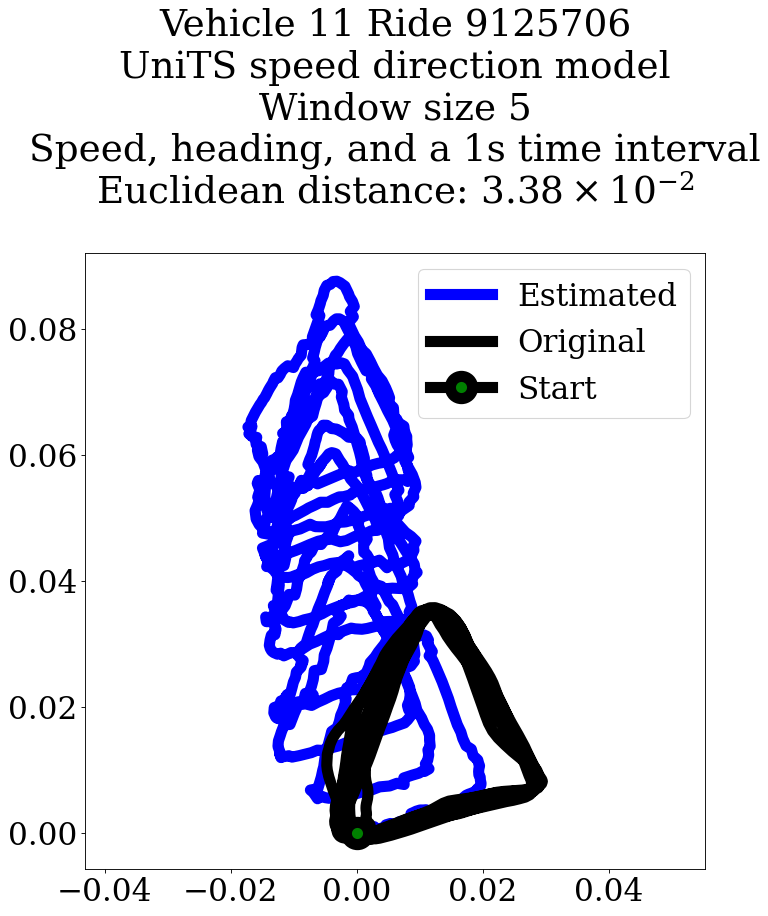 Vehicle 11 Ride 9125706
UniTS speed direction model
Window size 5
Speed, heading, and a 1s time interval
Euclidean distance: 3.38 × 10⁻²
Estimated
Original
Start
0.08
0.06
0.04
0.02
0.00
−0.04 −0.02 0.00 0.02 0.04